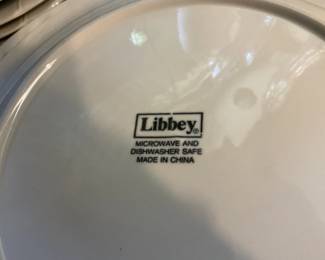 Libbey®
MICROWAVE AND
DISHWASHER SAFE
MADE IN CHINA